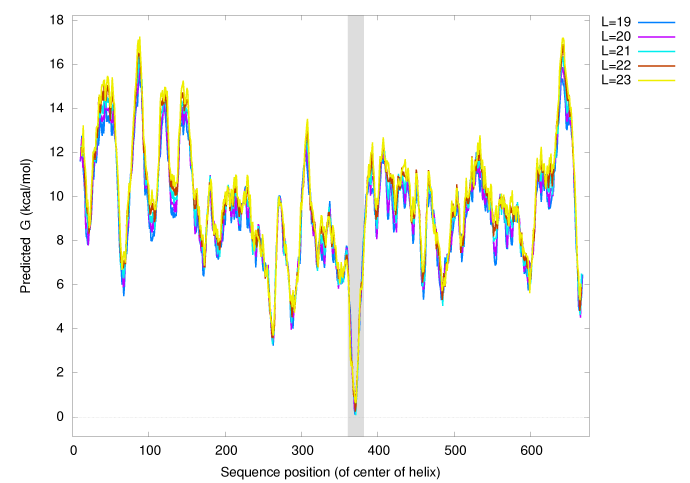 18
16
14
12
10
8
6
4
2
0
Predicted G (kcal/mol)
0 100 200 300 400 500 600
Sequence position (of center of helix)
L=19
L=20
L=21
L=22
L=23